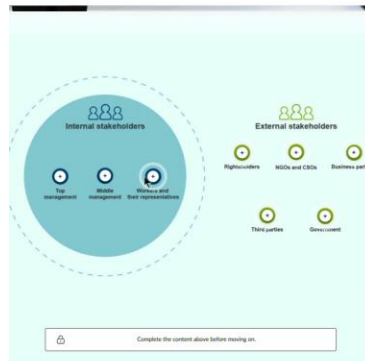 Internal stakeholders
External stakeholders
Rightsholders
NGOs and CBOs
Business part
Top
management
Middle
management
Workers and
their representatives
Third parties
Government
Complete the content above before moving on.